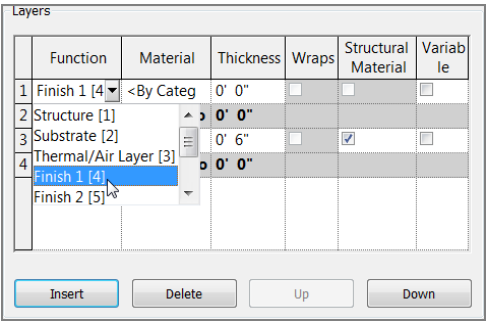 Layers
Function Material Thickness Wraps Structural Material Variab le
1 Finish 1 [4 <By Categ 0' 0"
2 Structure [1] 0' 0"
Substrate [2]
3 0' 6"
Thermal/Air Layer [3]
4 0' 0"
Finish 1 [4]
Finish 2 [5]
Insert Delete Up Down